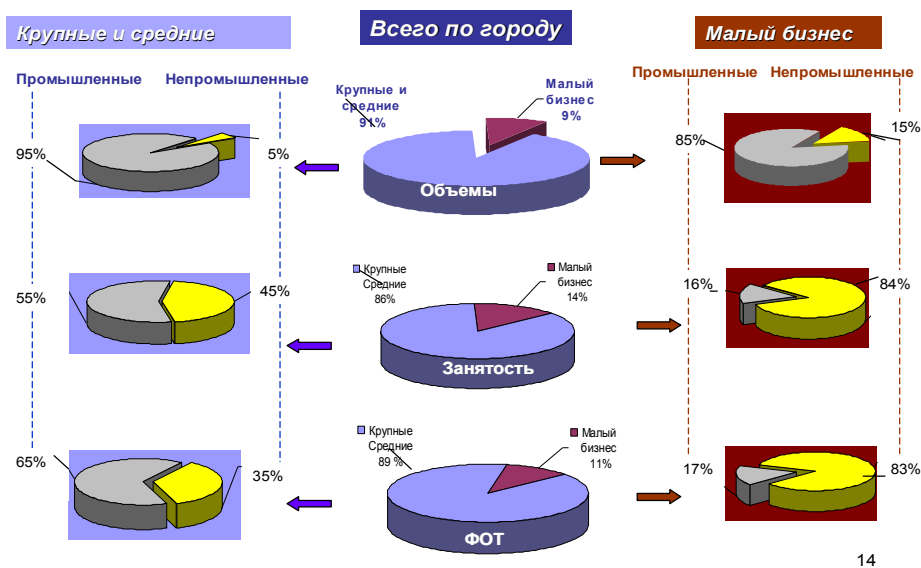 Крупные и средние
Всего по городу
Малый бизнес
Промышленные Непромышленные
Промышленные Непромышленные
Крупные и
средние
91%
Малый
бизнес
9%
95%
5%
Объемы
85%
15%
Крупные
Средние
86%
Малый
бизнес
14%
55%
45%
Занятость
16%
84%
Крупные
Средние
89 %
Малый
бизнес
11%
65%
35%
ФОТ
17%
83%
14